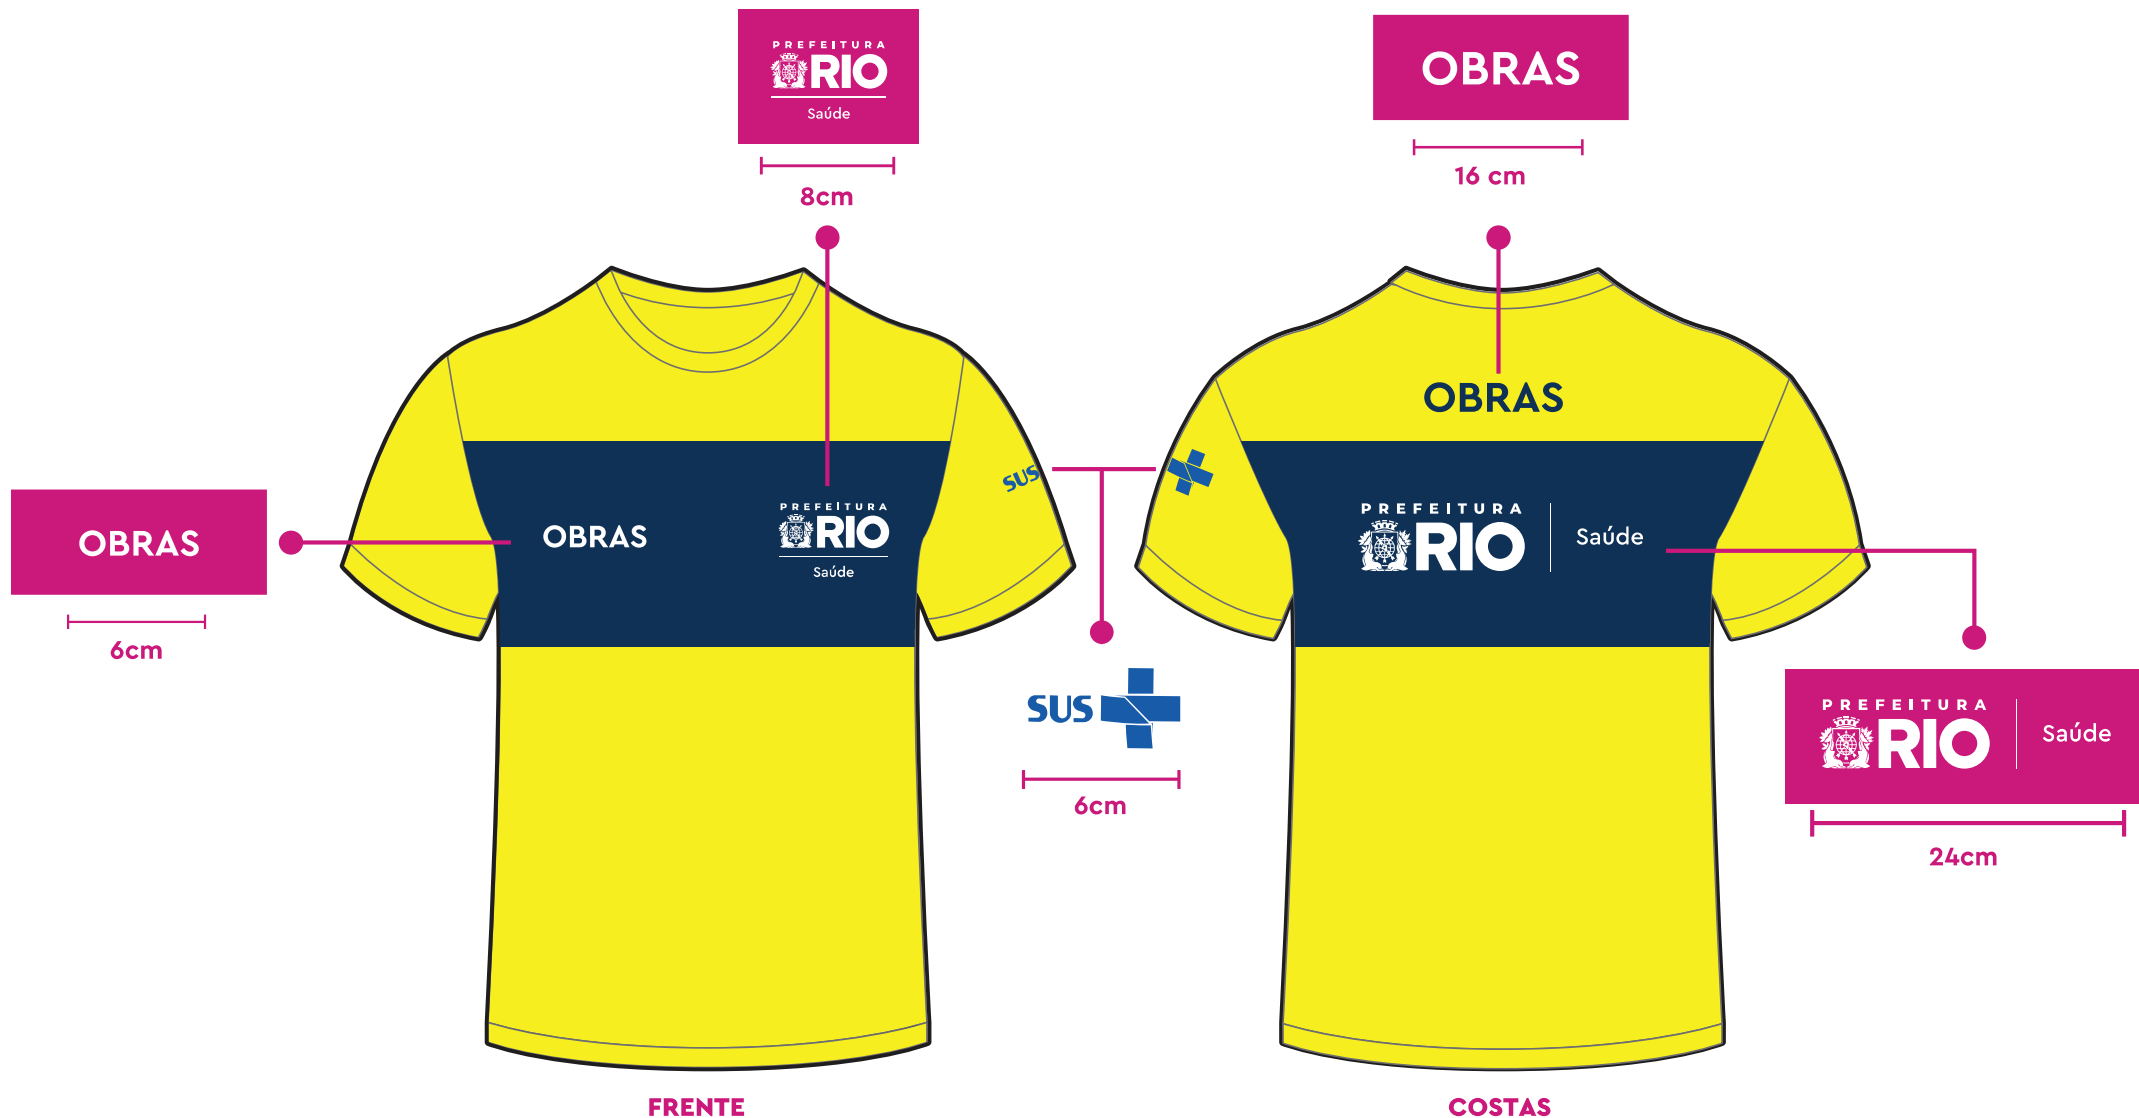 PREFEITURA
RIO
Saúde
8cm
OBRAS
16 cm
OBRAS
6cm
OBRAS
PREFEITURA
RIO
Saúde
SUS
SUS
6cm
OBRAS
PREFEITURA
RIO
Saúde
PREFEITURA
RIO
Saúde
24cm
FRENTE
COSTAS